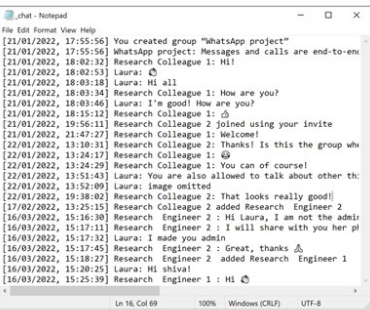 _chat - Notepad
File Edit Format View Help
[21/01/2022, 17:55:56] You created group “WhatsApp project”
[21/01/2022, 17:55:56] WhatsApp project: Messages and calls are end-to-enc
[21/01/2022, 18:02:32] Research Colleague 1: Hi!
[21/01/2022, 18:02:53] Laura:
[21/01/2022, 18:03:18] Laura: Hi all
[21/01/2022, 18:03:34] Research Colleague 1: How are you?
[21/01/2022, 18:03:46] Laura: I'm good! How are you?
[21/01/2022, 18:15:12] Research Colleague 1: 👍
[21/01/2022, 19:56:11] Research Colleague 2 joined using your invite
[21/01/2022, 21:47:27] Research Colleague 1: Welcome!
[22/01/2022, 13:10:31] Research Colleague 2: Thanks! Is this the group whe
[22/01/2022, 13:24:17] Research Colleague 1:
[22/01/2022, 13:24:29] Research Colleague 1: You can of course!
[22/01/2022, 13:51:43] Laura: You are also allowed to talk about other thi
[22/01/2022, 13:52:09] Laura: image omitted
[22/01/2022, 19:38:02] Research Colleague 2: That looks really good!
[17/02/2022, 13:25:15] Research Colleague 2 added Research Engineer 2
[16/03/2022, 15:16:30] Research Engineer 2 : Hi Laura, I am not the admin
[16/03/2022, 15:17:11] Research Engineer 2 : I will share with you her ph
[16/03/2022, 15:17:32] Laura: I made you admin
[16/03/2022, 15:17:45] Research Engineer 2 : Great, thanks
[16/03/2022, 15:18:27] Research Engineer 2 added Research Engineer 1
[16/03/2022, 15:20:25] Laura: Hi shiva!
[16/03/2022, 15:25:39] Research Engineer 1 : Hi
Ln 16, Col 69 100% Windows (CRLF) UTF-8